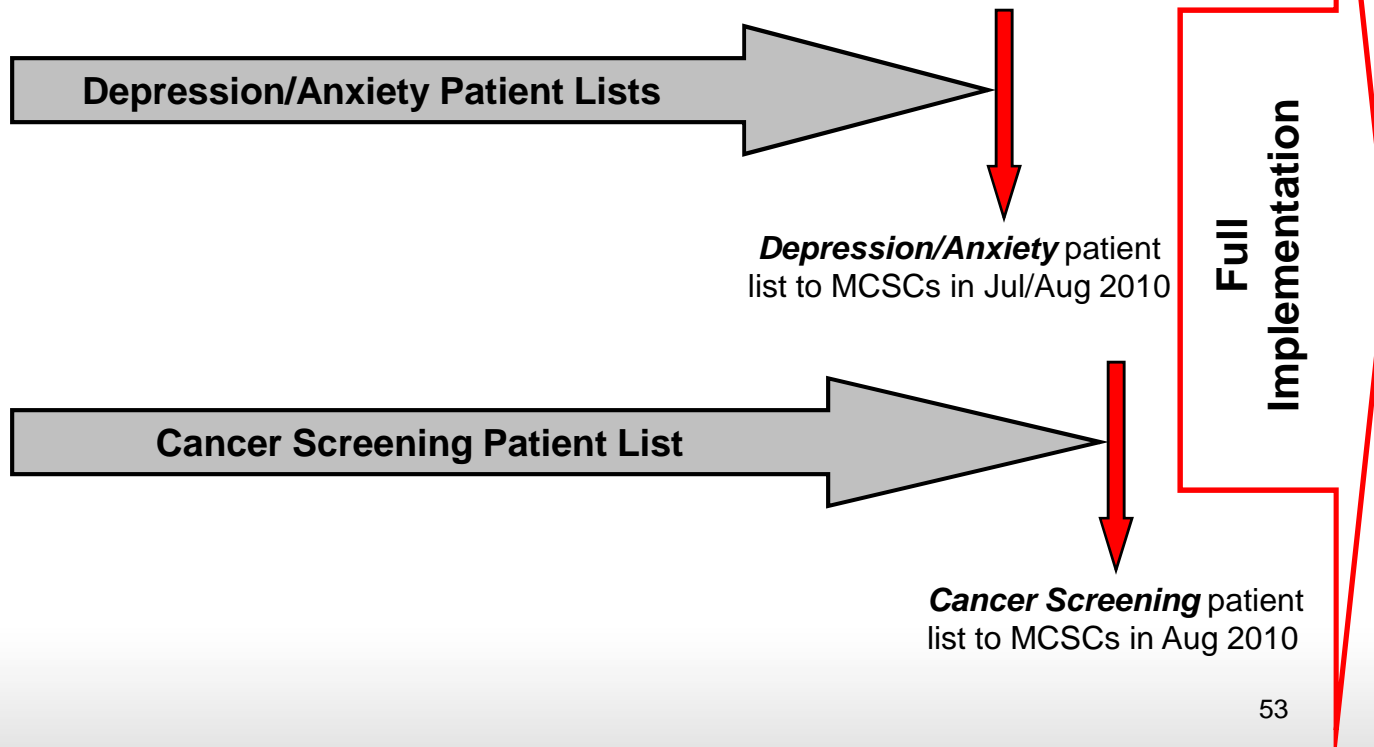 Depression/Anxiety Patient Lists
Depression/Anxiety patient
list to MCSCs in Jul/Aug 2010
Full
Implementation
Cancer Screening Patient List
Cancer Screening patient
list to MCSCs in Aug 2010
53